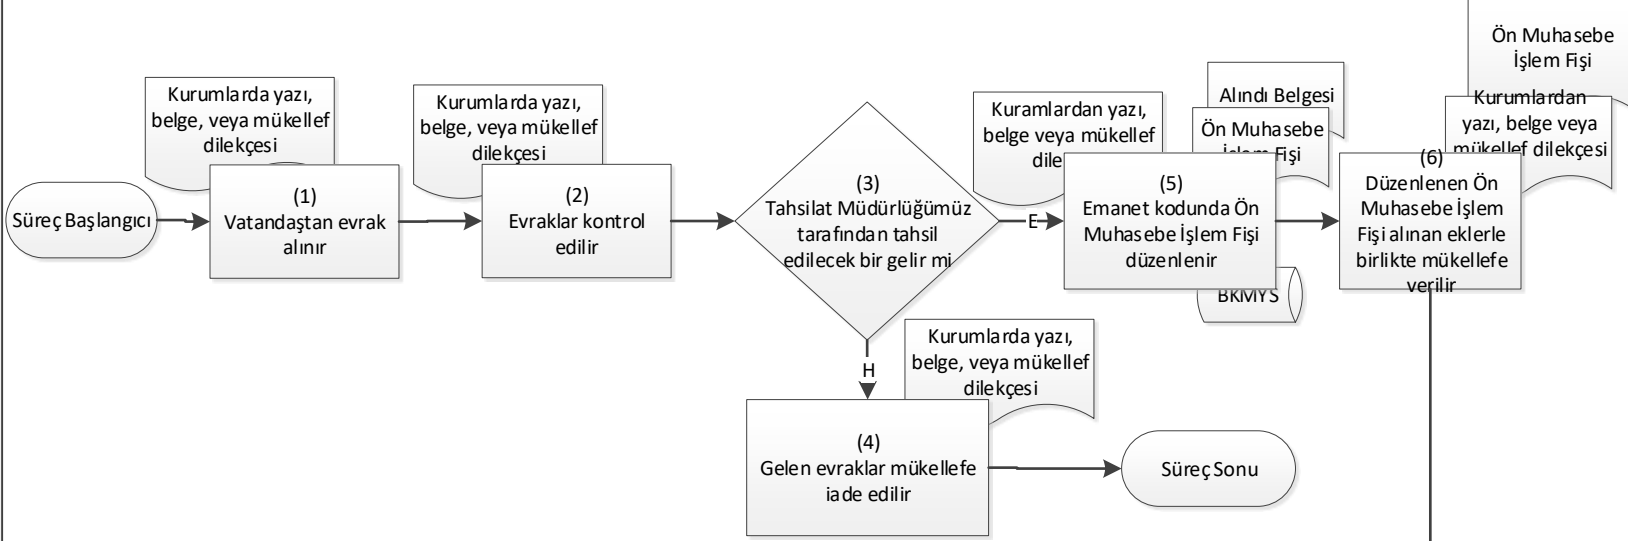 Süreç Başlangıcı
Kurumlarda yazı,
belge, veya mükellef
dilekçesi
(1)
Vatandaştan evrak
alınır
Kurumlarda yazı,
belge, veya mükellef
dilekçesi
(2)
Evraklar kontrol
edilir
(3)
Tahsilat Müdürlüğümüz
tarafından tahsil
edilecek bir gelir mi
H
Kurumlarda yazı,
belge, veya mükellef
dilekçesi
(4)
Gelen evraklar mükellefe
iade edilir
Süreç Sonu
E
Kuramlardan yazı,
belge veya mükellef
dile
Alındı Belgesi
Ön Muhasebe
İşlem Fişi
(5)
Emanet kodunda Ön
Muhasebe İşlem Fişi
düzenlenir
BKMYS
Ön Muhasebe
İşlem Fişi
Kurumlardan
yazı, belge veya
mükellef dilekçesi
(6)
Düzenlenen Ön
Muhasebe İşlem
Fişi alınan eklerle
birlikte mükellefe
verilir